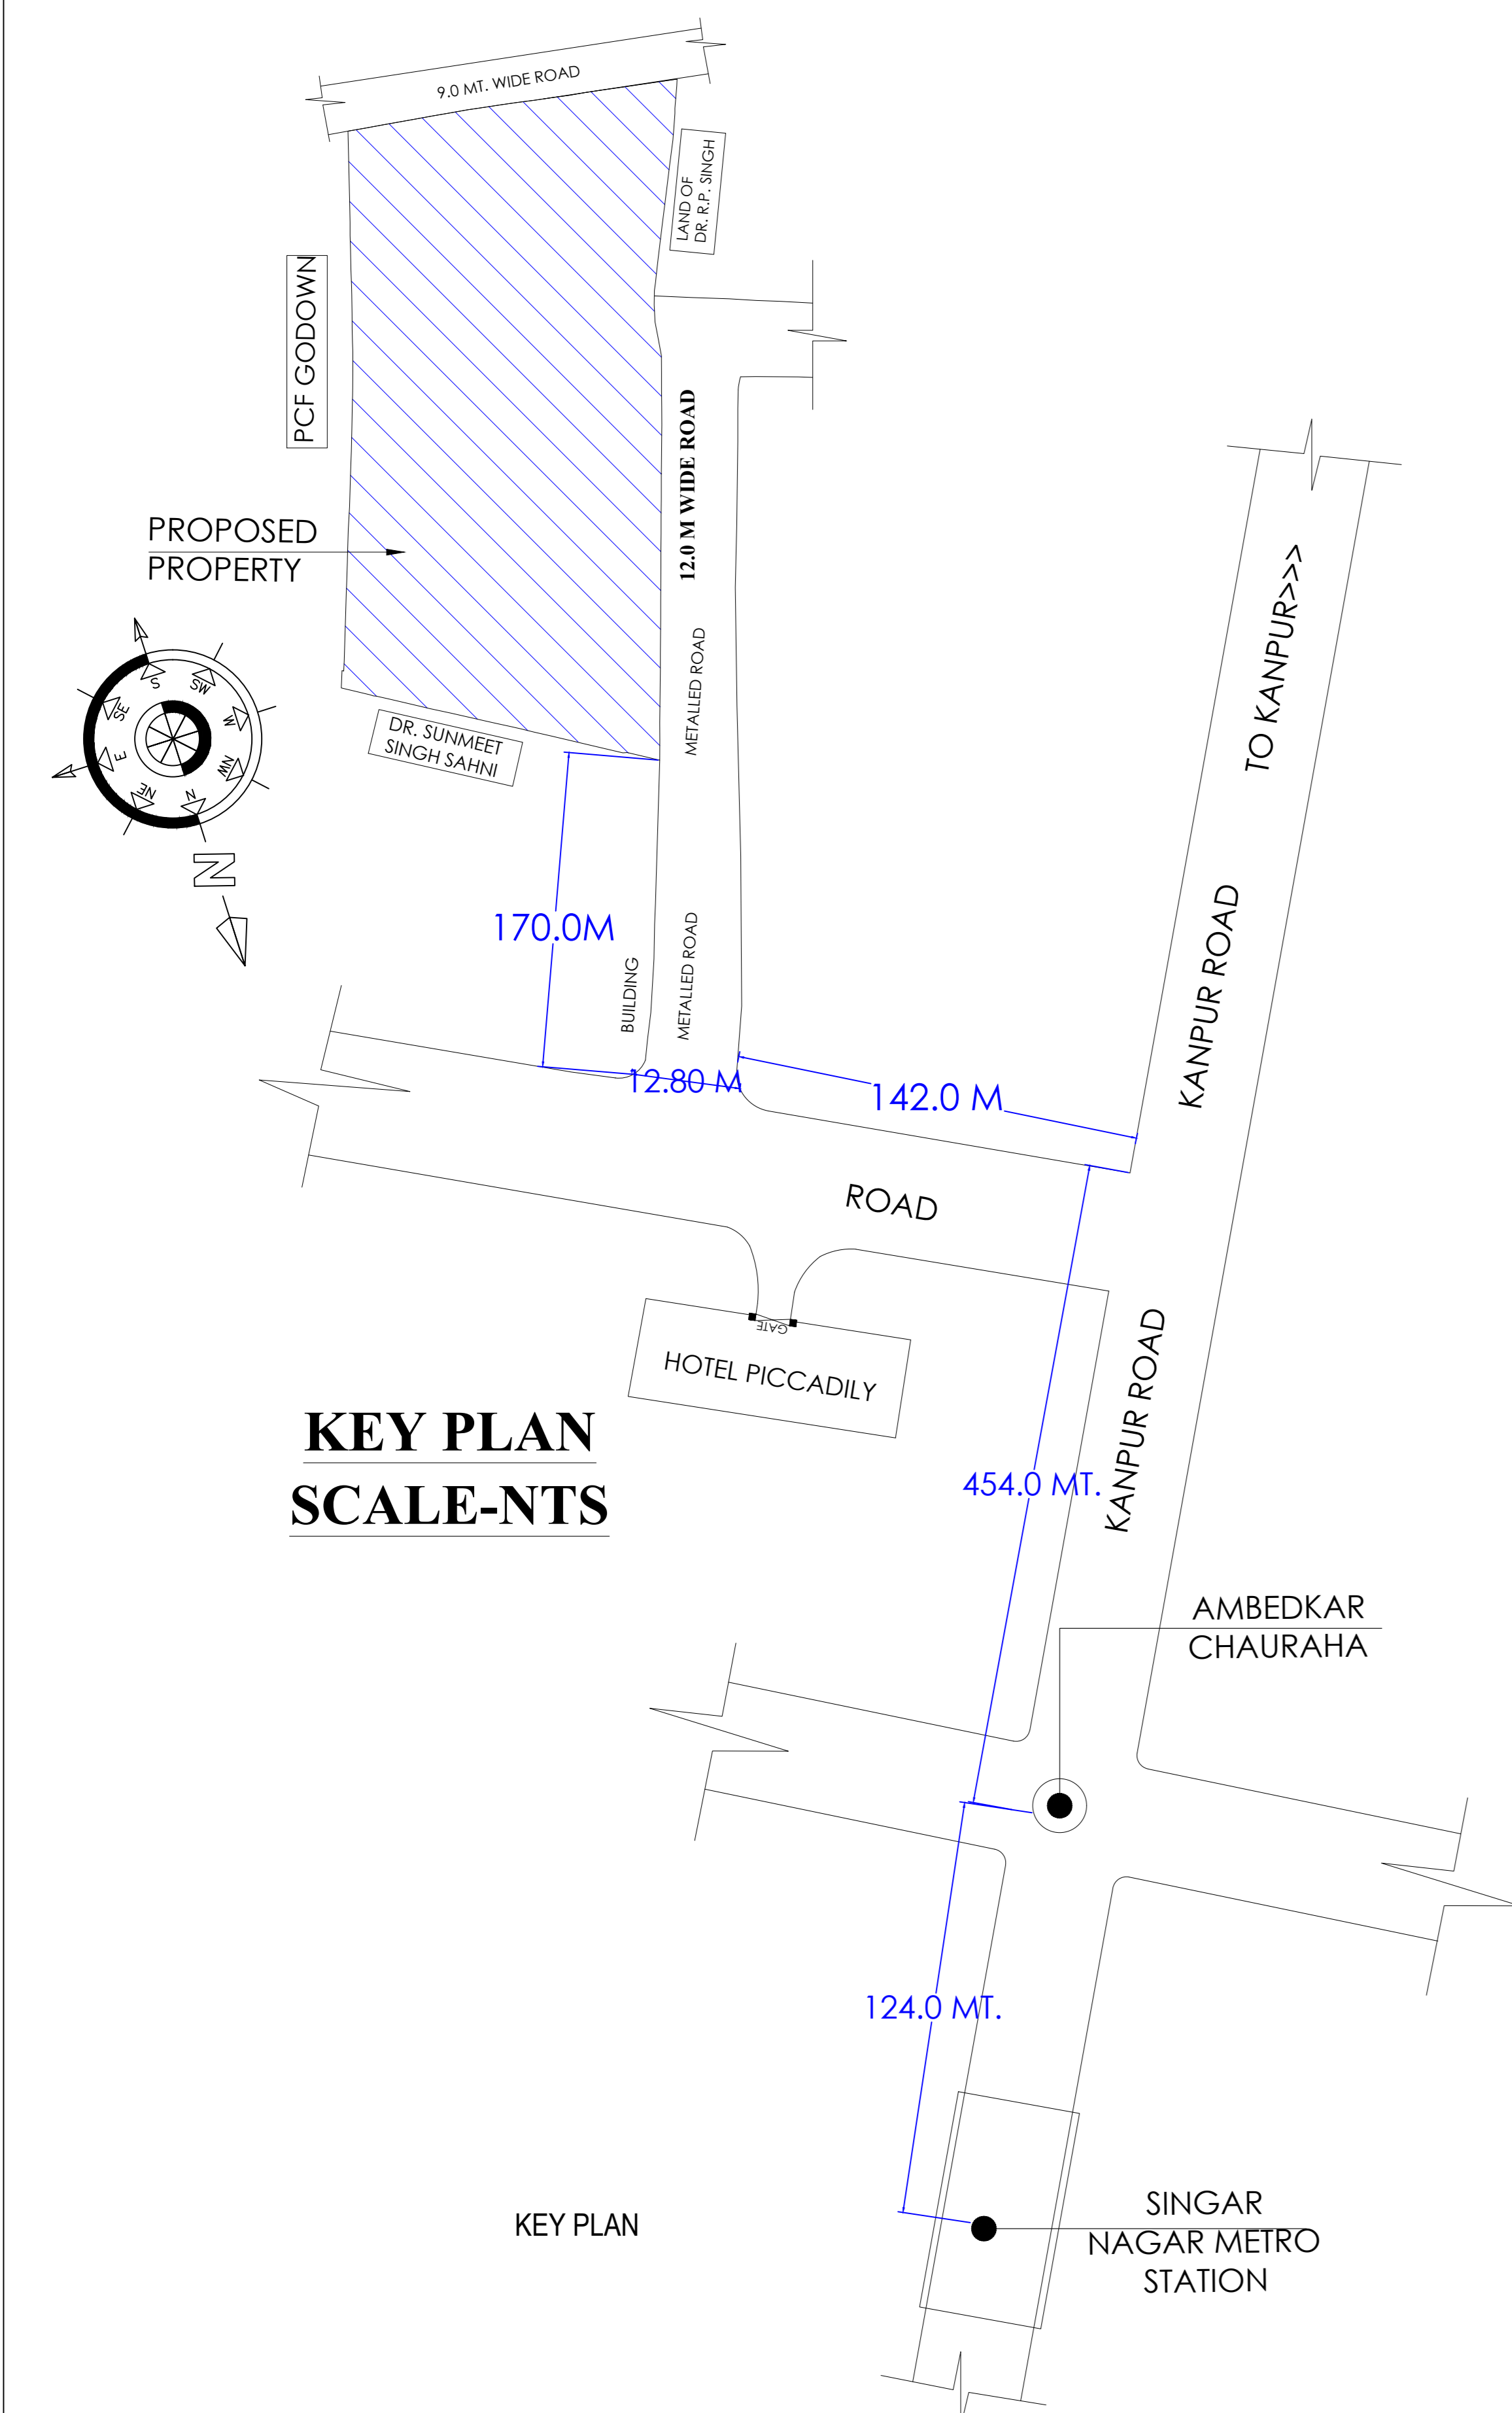 9.0 MT. WIDE ROAD
LAND OF
DR. R.P. SINGH
PCF GODOWN
12.0 M WIDE ROAD
PROPOSED
PROPERTY
TO KANPUR>>>>
METALLED ROAD
S
SW
SE
W
E
NW
NE
N
N
DR. SUNMEET
SINGH SAHNI
170.0M
KANPUR ROAD
METALLED ROAD
BUILDING
12.80 M
142.0 M
ROAD
GATE
HOTEL PICCADILY
KANPUR ROAD
KEY PLAN
SCALE-NTS
454.0 MT.
AMBEDKAR
CHAURAHA
124.0 MT.
SINGAR
NAGAR METRO
STATION
KEY PLAN